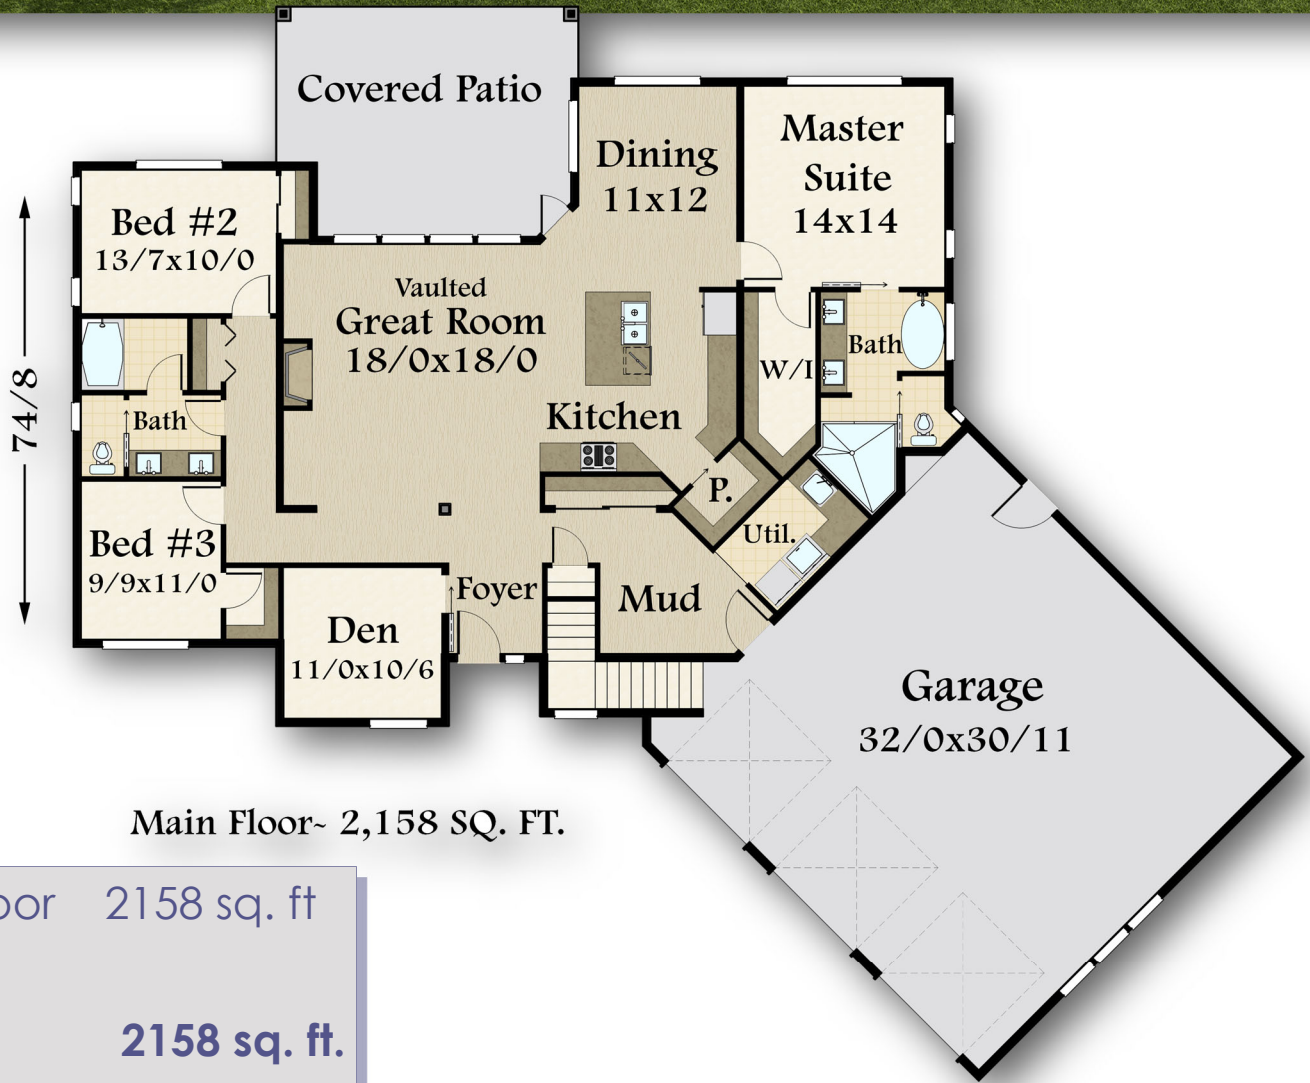 Covered Patio
Dining
11x12
Master
Suite
14x14
Bed #2
13/7x10/0
Vaulted
Great Room
18/0x18/0
74/8
W/I
Bath
Kitchen
Bath
P.
Util.
Bed #3
9/9x11/0
Foyer
Mud
Den
11/0x10/6
Garage
32/0x30/11
Main Floor~ 2,158 SQ. FT.
oor 2158 sq. ft
2158 sq. ft.